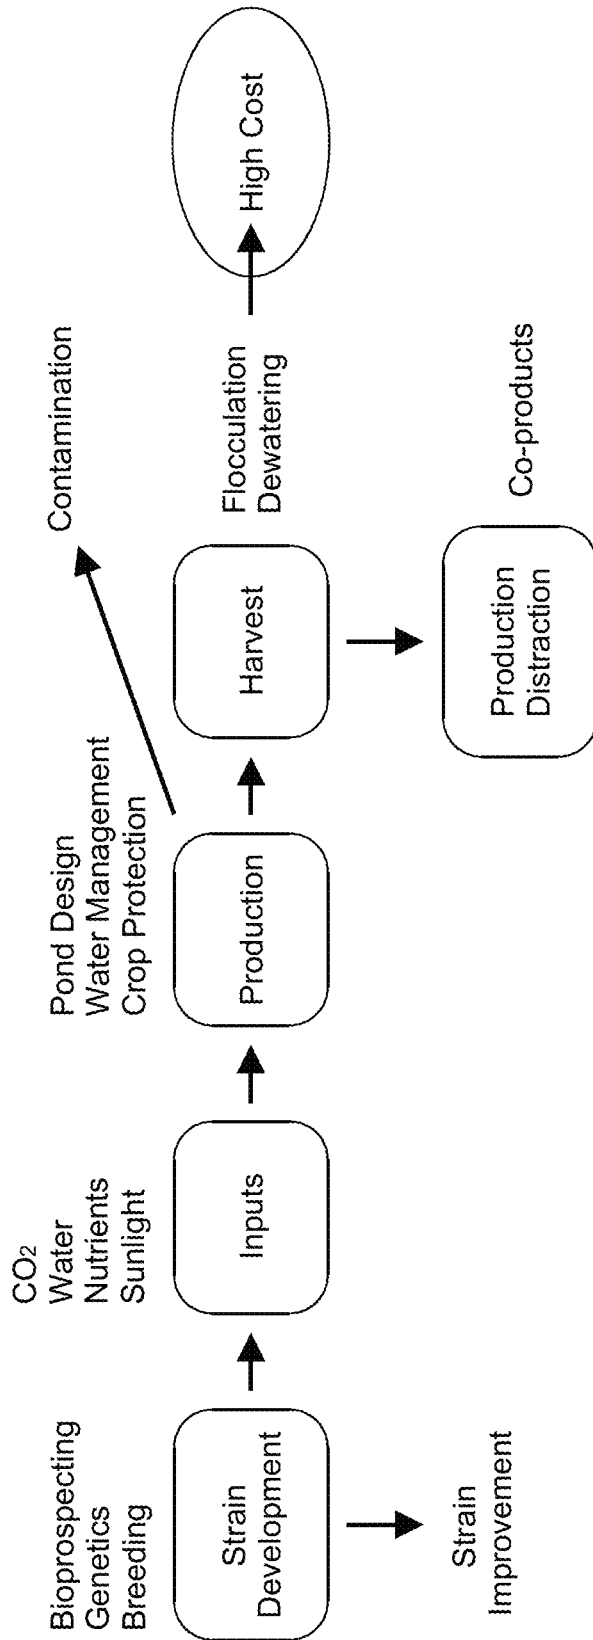 Bioprospecting
Genetics
Breeding
Strain
Development
Strain
Improvement
CO₂
Water
Nutrients
Sunlight
Inputs
Pond Design
Water Management
Crop Protection
Production
Contamination
Harvest
Flocculation
Dewatering
High Cost
Production
Distraction
Co-products